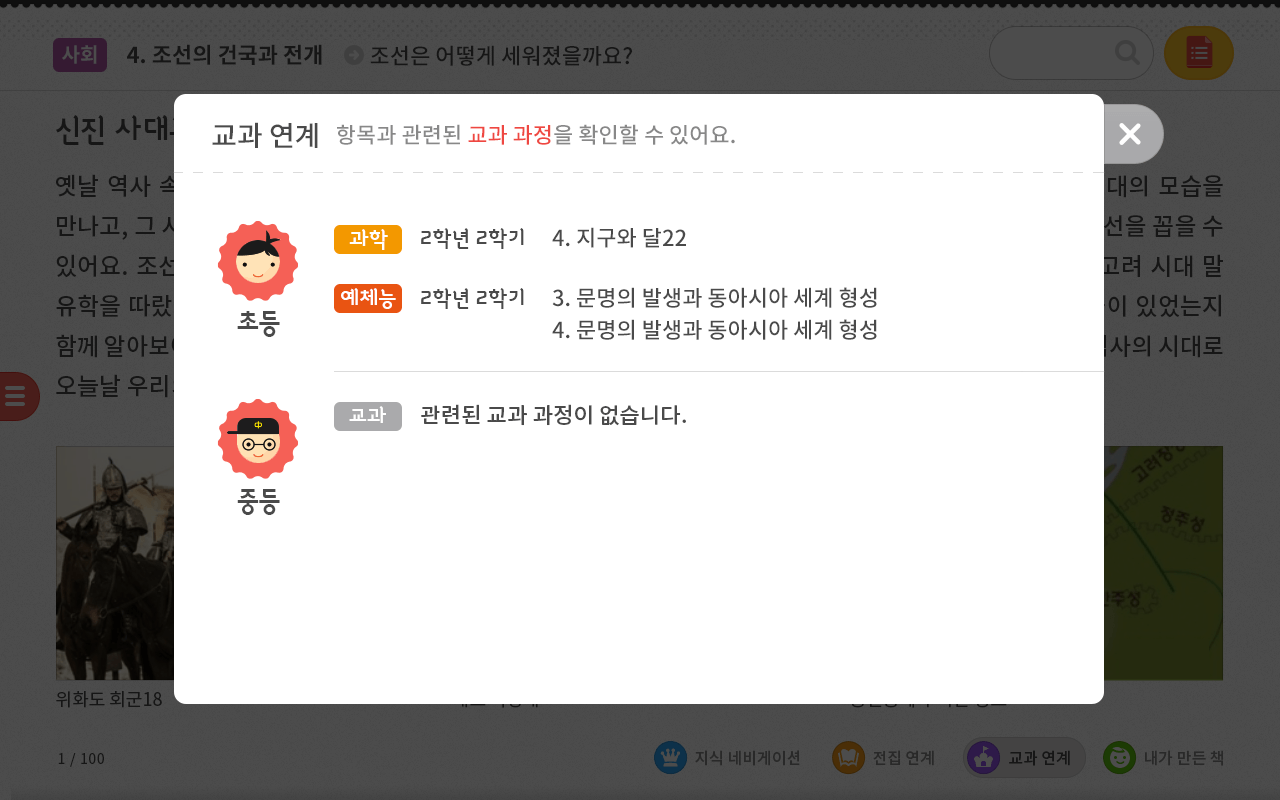 사회 4. 조선의 건국과 전개 조선은 어떻게 세워졌을까요?
신진 사대
교과 연계 항목과 관련된 교과 과정을 확인할 수 있어요.
옛날 역사
대의 모습을
만나고, 그
선을 꼽을 수
있어요. 조선
고려 시대 말
유학을 따랐
이 있었는지
함께 알아보
사의 시대로
오늘날 우리
초등
과학 2학년 2학기 4. 지구와 달22
예체능 2학년 2학기 3. 문명의 발생과 동아시아 세계 형성
4. 문명의 발생과 동아시아 세계 형성
중등
교과 관련된 교과 과정이 없습니다.
고려장성
정주성
위화도 회군18
1 / 100
지식 네비게이션 전집 연계 교과 연계 내가 만든 책